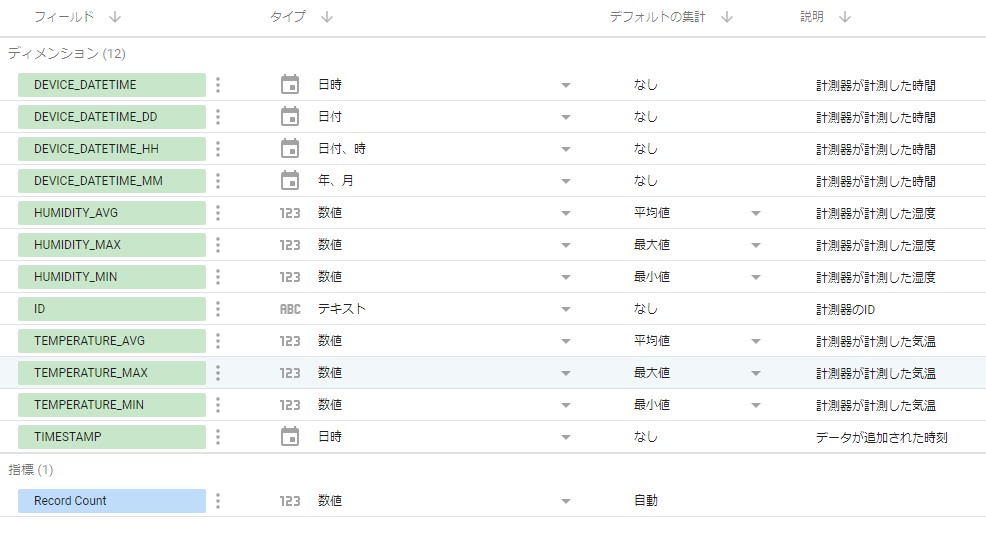 フィールド ↓ タイプ ↓ デフォルトの集計 ↓ 説明 ↓
ディメンション (12)
DEVICE_DATETIME 日時 なし 計測器が計測した時間
DEVICE_DATETIME_DD 日付 なし 計測器が計測した時間
DEVICE_DATETIME_HH 日付、時 なし 計測器が計測した時間
DEVICE_DATETIME_MM 年、月 なし 計測器が計測した時間
HUMIDITY_AVG 123 数値 平均値 計測器が計測した湿度
HUMIDITY_MAX 123 数値 最大値 計測器が計測した湿度
HUMIDITY_MIN 123 数値 最小値 計測器が計測した湿度
ID ABC テキスト なし 計測器のID
TEMPERATURE_AVG 123 数値 平均値 計測器が計測した気温
TEMPERATURE_MAX 123 数値 最大値 計測器が計測した気温
TEMPERATURE_MIN 123 数値 最小値 計測器が計測した気温
TIMESTAMP 日時 なし データが追加された時刻
指標 (1)
Record Count 123 数値 自動